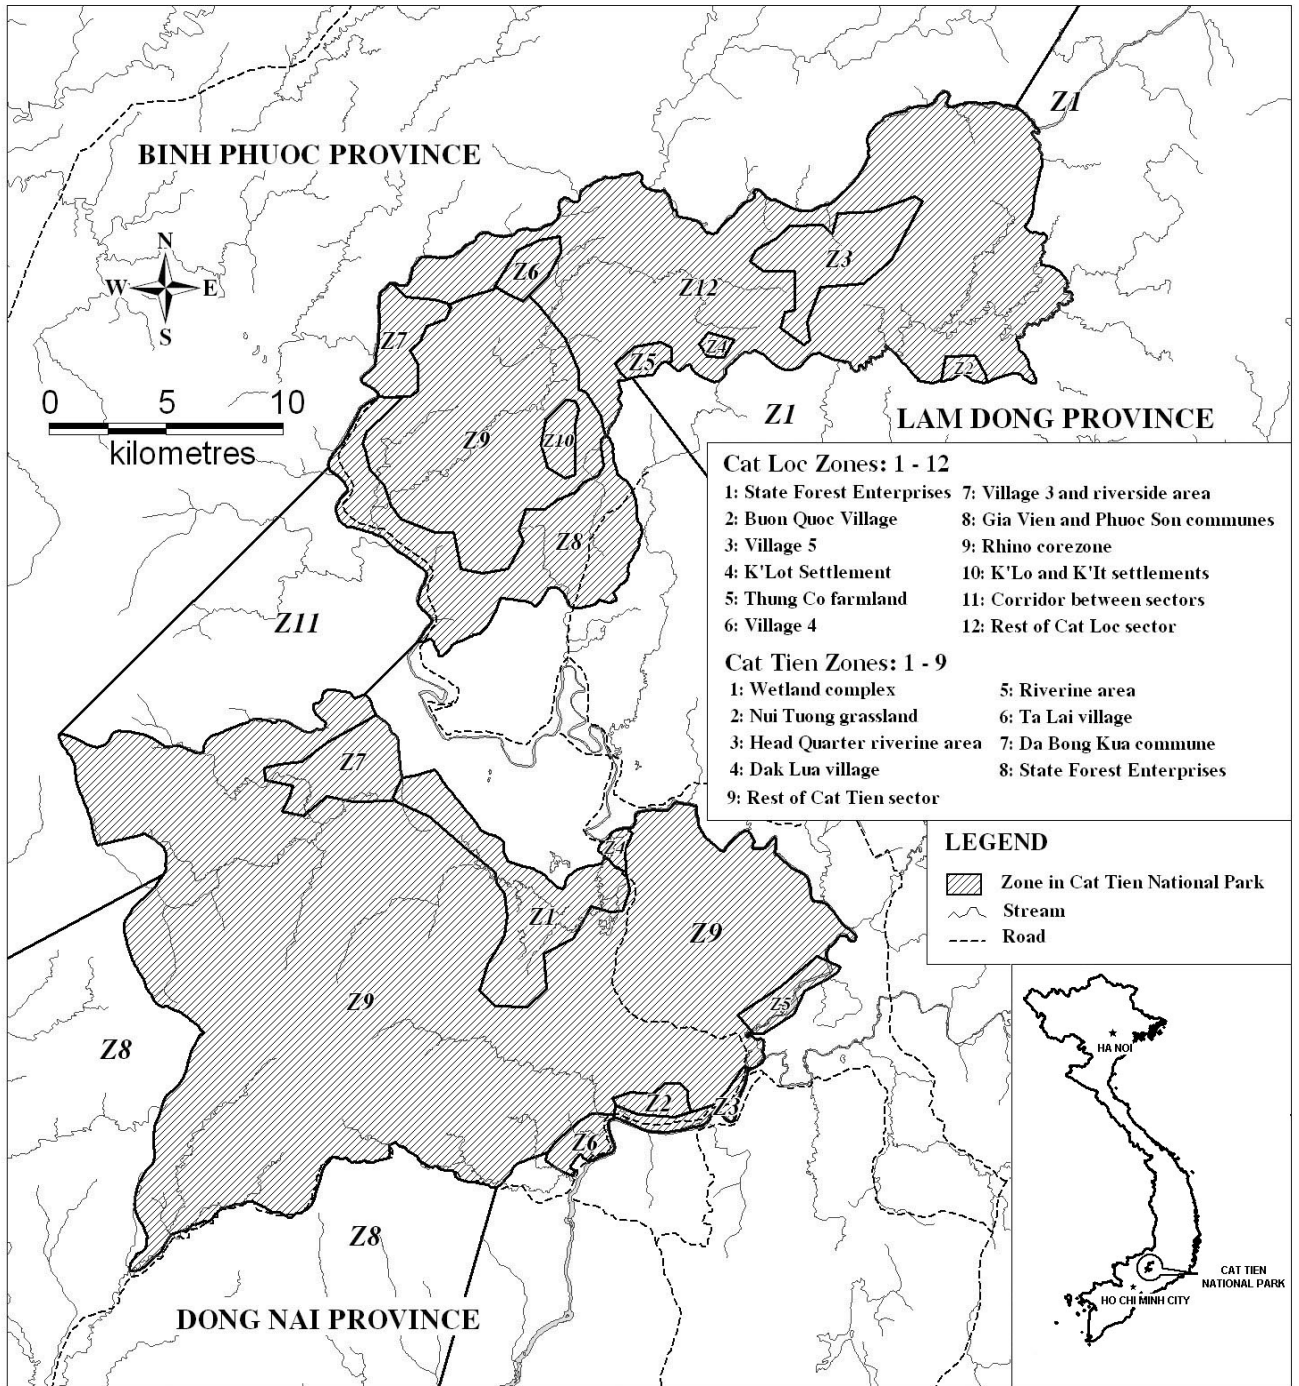 Z1
BINH PHUOC PROVINCE
N
W E
S
Z6
Z12
Z3
Z7
Z5
Z4
Z2
0 5 10
kilometres
Z9
Z10
Z1
LAM DONG PROVINCE
Z8
Z11
Cat Loc Zones: 1 - 12
1: State Forest Enterprises 7: Village 3 and riverside area
2: Buon Quoc Village 8: Gia Vien and Phuoc Son communes
3: Village 5 9: Rhino corezone
4: K'Lot Settlement 10: K'Lo and K'It settlements
5: Thung Co farmland 11: Corridor between sectors
6: Village 4 12: Rest of Cat Loc sector
Cat Tien Zones: 1 - 9
1: Wetland complex 5: Riverine area
2: Nui Tuong grassland 6: Ta Lai village
3: Head Quarter riverine area 7: Da Bong Kua commune
4: Dak Lua village 8: State Forest Enterprises
9: Rest of Cat Tien sector
Z7
Z4
LEGEND
Zone in Cat Tien National Park
Stream
Road
Z1
Z9
Z9
Z5
Z8
Z2
Z3
Z6
Z8
DONG NAI PROVINCE
HA NOI
CAT TIEN
NATIONAL PARK
HO CHI MINH CITY